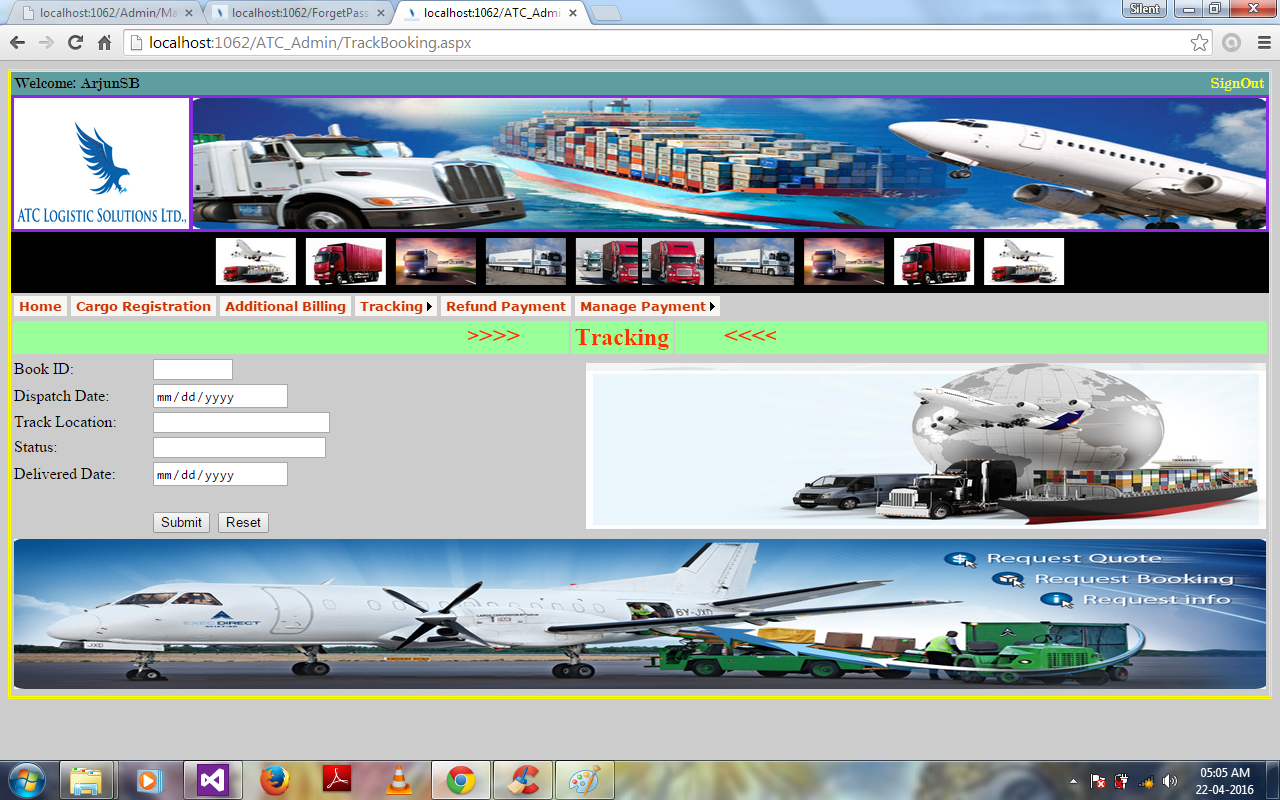 localhost:1062/Admin/Ma
localhost:1062/ForgetPass
localhost:1062/ATC_Admi
Silent
localhost:1062/ATC_Admin/TrackBooking.aspx
Welcome: ArjunSB
SignOut
ATC LOGISTIC SOLUTIONS LTD.,
Home Cargo Registration Additional Billing Tracking Refund Payment Manage Payment
>>>> Tracking <<<<
Book ID:
Dispatch Date: mm/dd/yyyy
Track Location:
Status:
Delivered Date: mm/dd/yyyy
Submit Reset
Request Quote
Request Booking
Request info
EXEC DIRECT
6Y-JXD
JXD
05:05 AM
22-04-2016